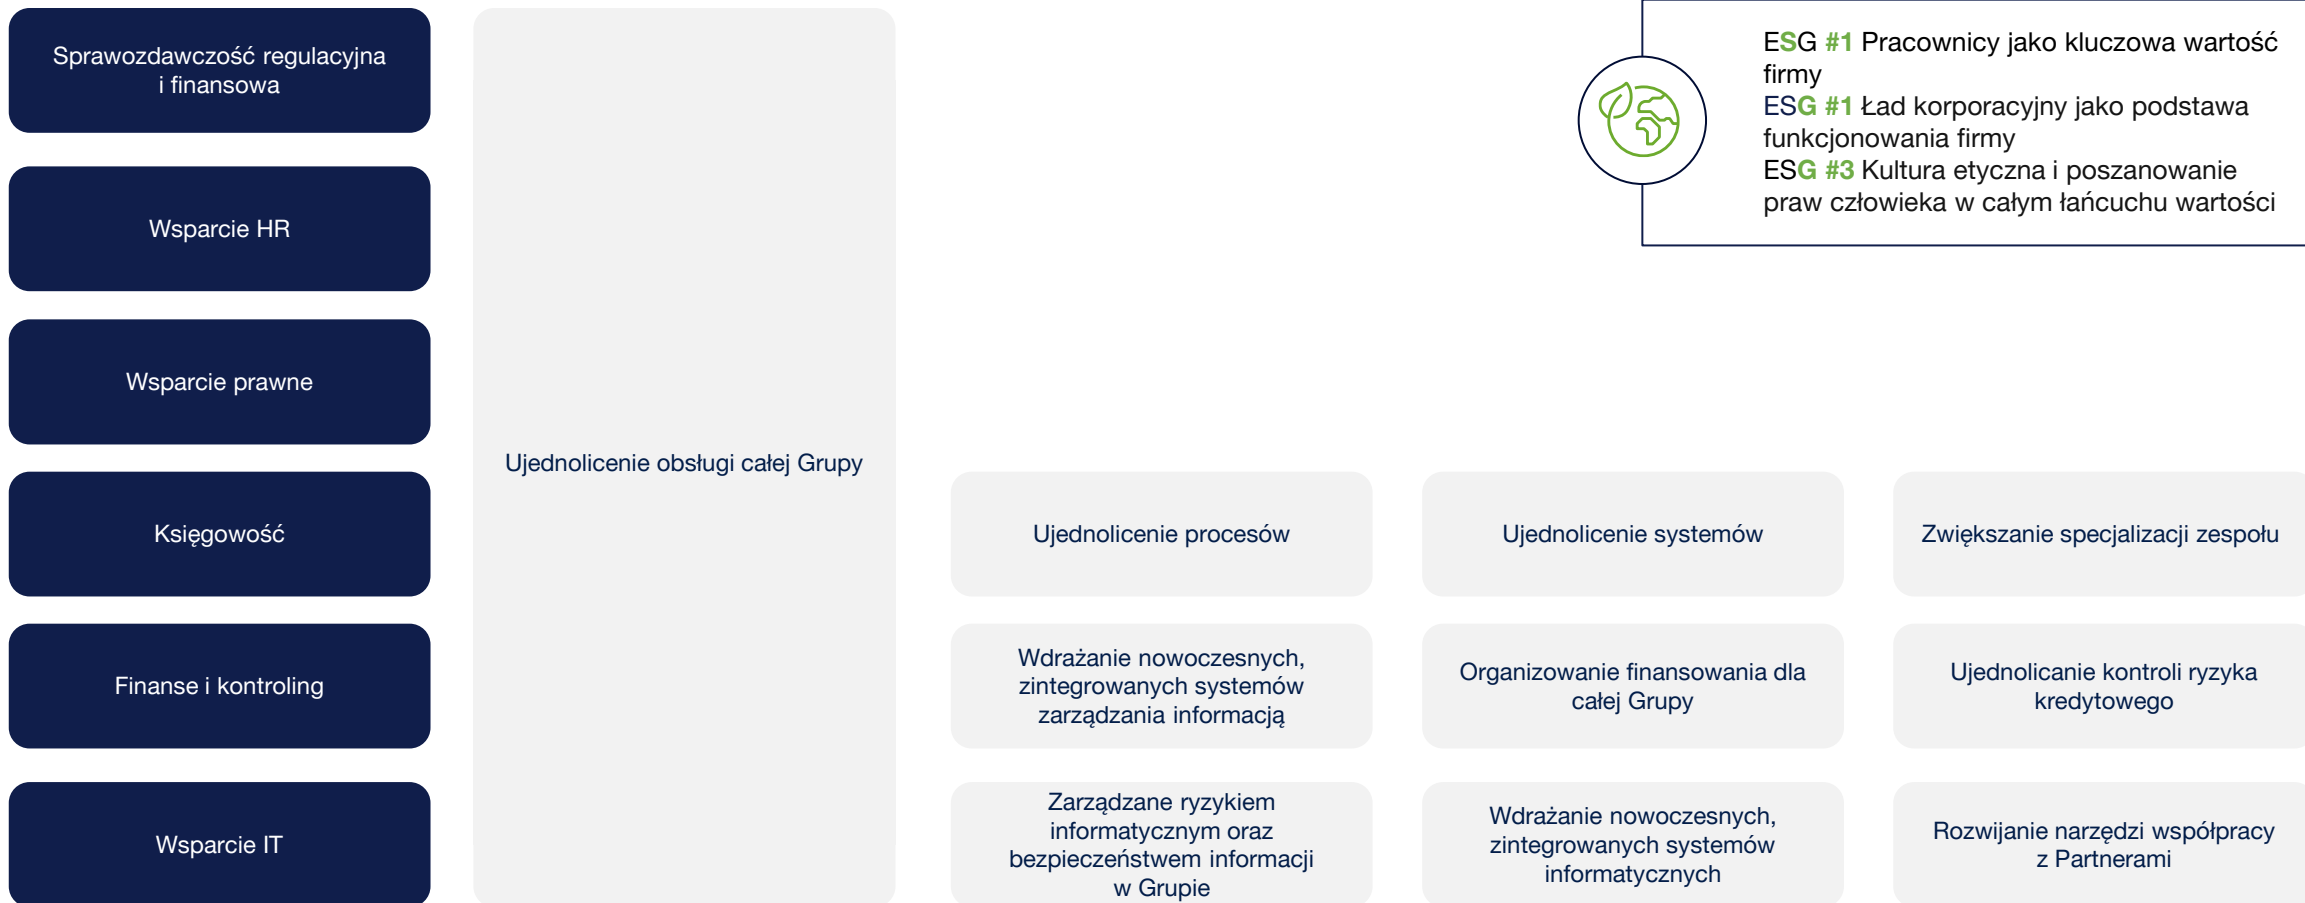 Sprawozdawczość regulacyjna
i finansowa
ESG #1 Pracownicy jako kluczowa wartość
firmy
ESG #1 Ład korporacyjny jako podstawa
funkcjonowania firmy
ESG #3 Kultura etyczna i poszanowanie
praw człowieka w całym łańcuchu wartości
Wsparcie HR
Wsparcie prawne
Ujednolicenie obsługi całej Grupy
Księgowość
Ujednolicenie procesów
Ujednolicenie systemów
Zwiększanie specjalizacji zespołu
Finanse i kontroling
Wdrażanie nowoczesnych,
zintegrowanych systemów
zarządzania informacją
Organizowanie finansowania dla
całej Grupy
Ujednolicanie kontroli ryzyka
kredytowego
Wsparcie IT
Zarządzane ryzykiem
informatycznym oraz
bezpieczeństwem informacji
w Grupie
Wdrażanie nowoczesnych,
zintegrowanych systemów
informatycznych
Rozwijanie narzędzi współpracy
z Partnerami